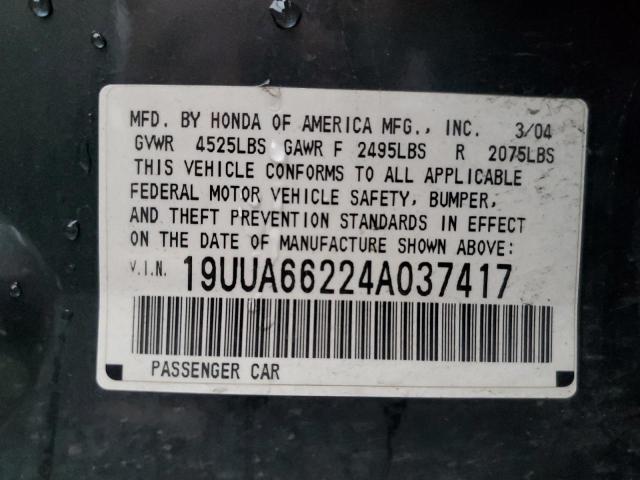 MFD. BY HONDA OF AMERICA MFG., INC. 3/04
GVWR 4525LBS GAWR F 2495LBS R 2075LBS
THIS VEHICLE CONFORMS TO ALL APPLICABLE
FEDERAL MOTOR VEHICLE SAFETY, BUMPER,
AND THEFT PREVENTION STANDARDS IN EFFECT
ON THE DATE OF MANUFACTURE SHOWN ABOVE:
V.I.N. 19UUA66224A037417
PASSENGER CAR